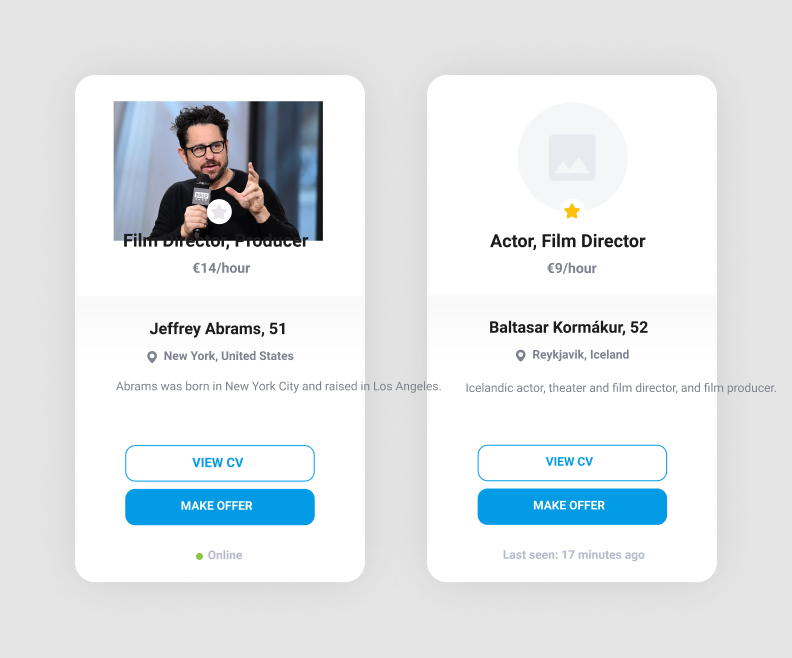 Film Director, Producer
€14/hour
Jeffrey Abrams, 51
New York, United States
Abrams was born in New York City and raised in Los Angeles.
VIEW CV
MAKE OFFER
Online
Actor, Film Director
€9/hour
Baltasar Kormákur, 52
Reykjavik, Iceland
Icelandic actor, theater and film director, and film producer.
VIEW CV
MAKE OFFER
Last seen: 17 minutes ago